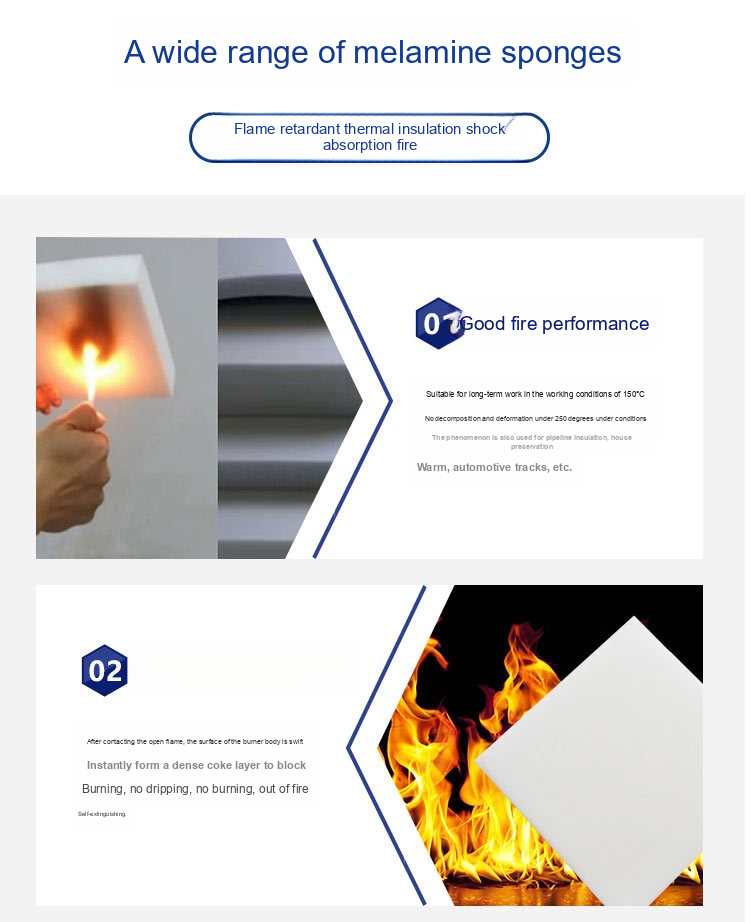 A wide range of melamine sponges
Flame retardant thermal insulation shock
absorption fire
Good fire performance
Suitable for long-term work in the working conditions of 150°C
No decomposition and deformation under 250 degrees under conditions
The phenomenon is also used for pipeline insulation, house
preservation
Warm, automotive tracks, etc.
02
After contacting the open flame, the surface of the burner body is swift
Instantly form a dense coke layer to block
Burning, no dripping, no burning, out of fire
Self-extinguishing.